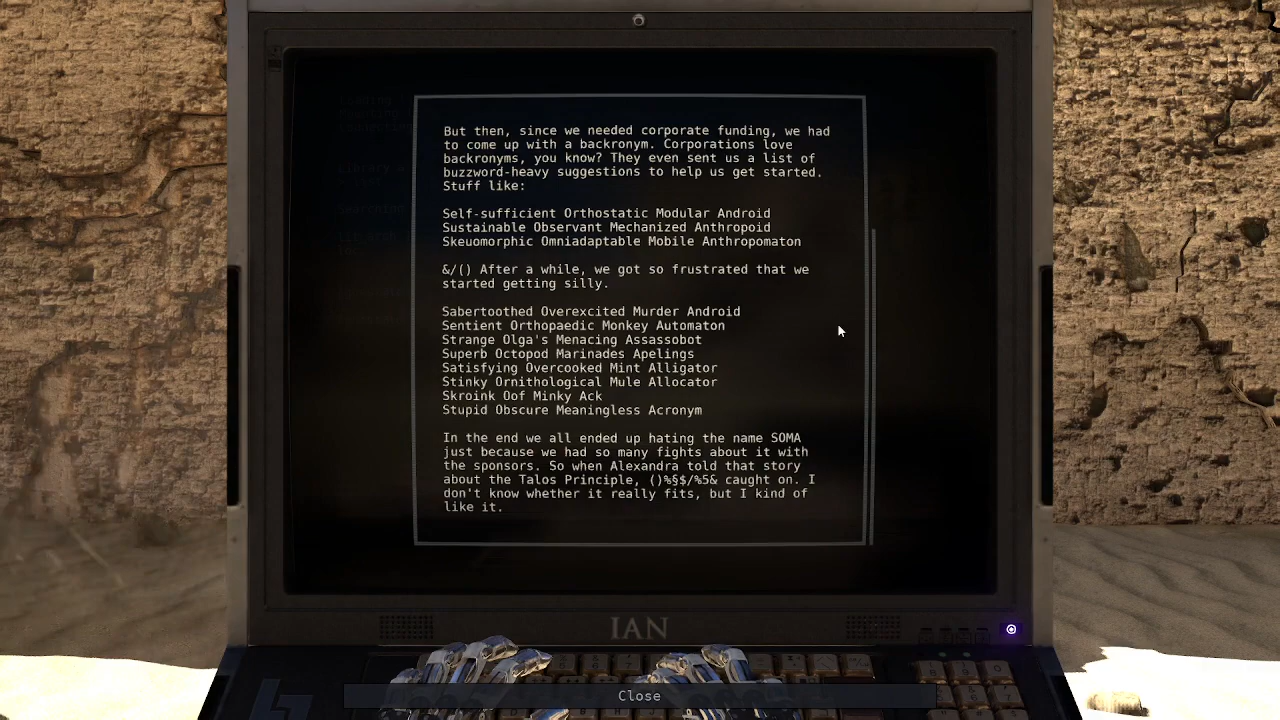 But then, since we needed corporate funding, we had
to come up with a backronym. Corporations love
backronyms, you know? They even sent us a list of
buzzword-heavy suggestions to help us get started.
Stuff like:
Self-sufficient Orthostatic Modular Android
Sustainable Observant Mechanized Anthropoid
Skeuomorphic Omniadaptable Mobile Anthropomaton
&/() After a while, we got so frustrated that we
started getting silly.
Sabertoothed Overexcited Murder Android
Sentient Orthopaedic Monkey Automaton
Strange Olga's Menacing Assassobot
Superb Octopod Marinades Apelings
Satisfying Overcooked Mint Alligator
Stinky Ornithological Mule Allocator
Skroink Oof Minky Ack
Stupid Obscure Meaningless Acronym
In the end we all ended up hating the name SOMA
just because we had so many fights about it with
the sponsors. So when Alexandra told that story
about the Talos Principle, ()%§$/%5& caught on. I
don't know whether it really fits, but I kind of
like it.
IAN
Close